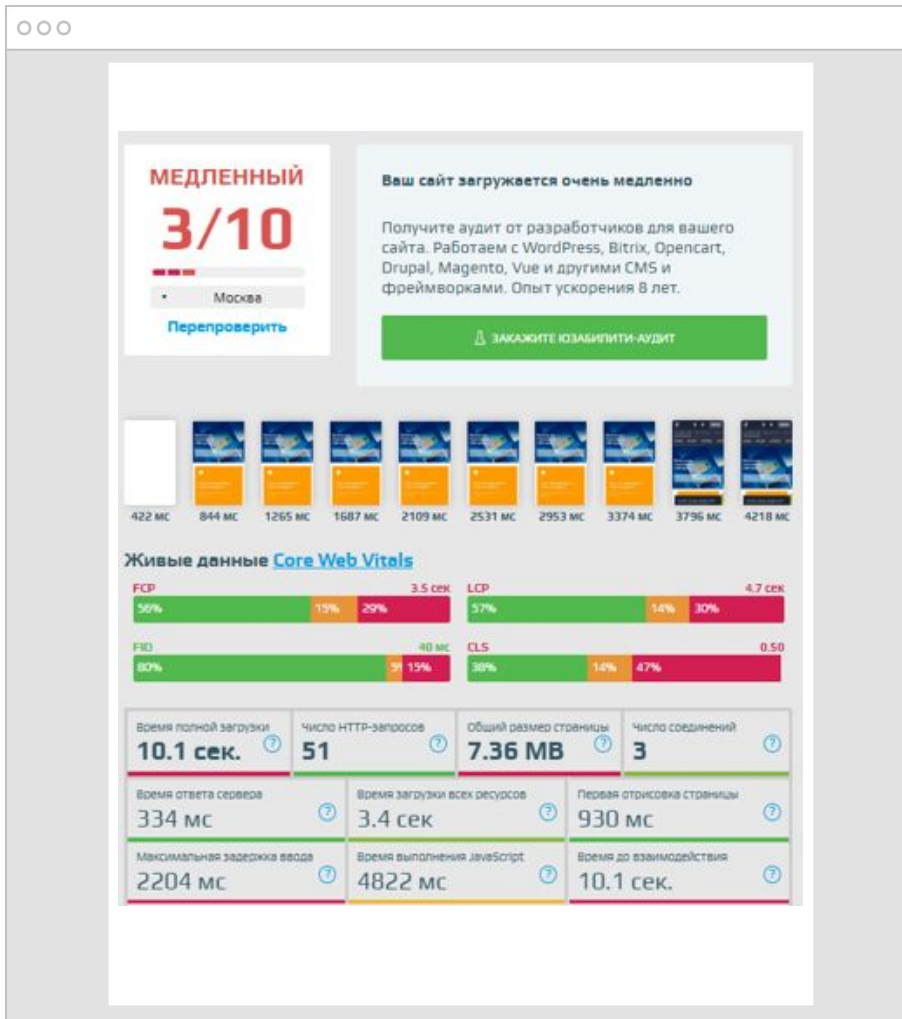 МЕДЛЕННЫЙ
3/10
Москва
Перепроверить
Ваш сайт загружается очень медленно
Получите аудит от разработчиков для вашего
сайта. Работаем с WordPress, Bitrix, Opencart,
Drupal, Magento, Vue и другими CMS и
фреймворками. Опыт ускорения 8 лет.
ЗАКАЖИТЕ ЮЗАБИЛИТИ-АУДИТ
422 мс 844 мс 1265 мс 1687 мс 2109 мс 2531 мс 2953 мс 3374 мс 3796 мс 4218 мс
Живые данные Core Web Vitals
FCP 3.5 сек LCP 4.7 сек
56% 15% 29% 57% 14% 30%
FID 40 мс CLS 0.50
80% 15% 38% 14% 47%
Время полной загрузки Число HTTP-запросов Общий размер страницы Число соединений
10.1 сек. 51 7.36 MB 3
Время ответа сервера Время загрузки всех ресурсов Первая отрисовка страницы
334 мс 3.4 сек 930 мс
Максимальная задержка ввода Время выполнения JavaScript Время до взаимодействия
2204 мс 4822 мс 10.1 сек.